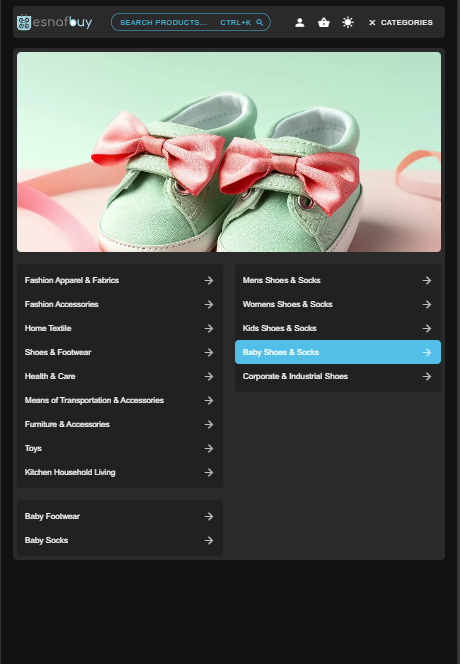 esnafbuy
SEARCH PRODUCTS... CTRL+K
CATEGORIES
Fashion Apparel & Fabrics
Fashion Accessories
Home Textile
Shoes & Footwear
Health & Care
Means of Transportation & Accessories
Furniture & Accessories
Toys
Kitchen Household Living
Mens Shoes & Socks
Womens Shoes & Socks
Kids Shoes & Socks
Baby Shoes & Socks
Corporate & Industrial Shoes
Baby Footwear
Baby Socks